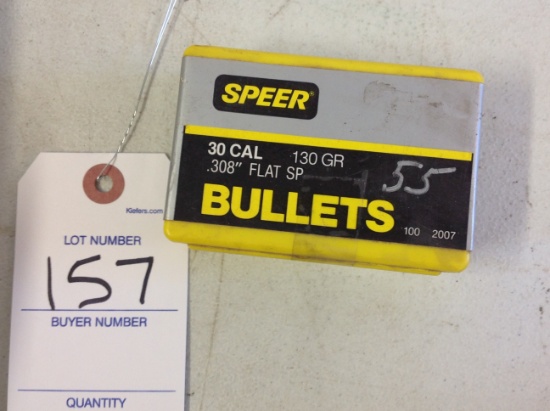 SPEER®
30 CAL 130 GR
.308" FLAT SP
55
BULLETS
100 2007
Kiefers.com
LOT NUMBER
157
BUYER NUMBER
QUANTITY